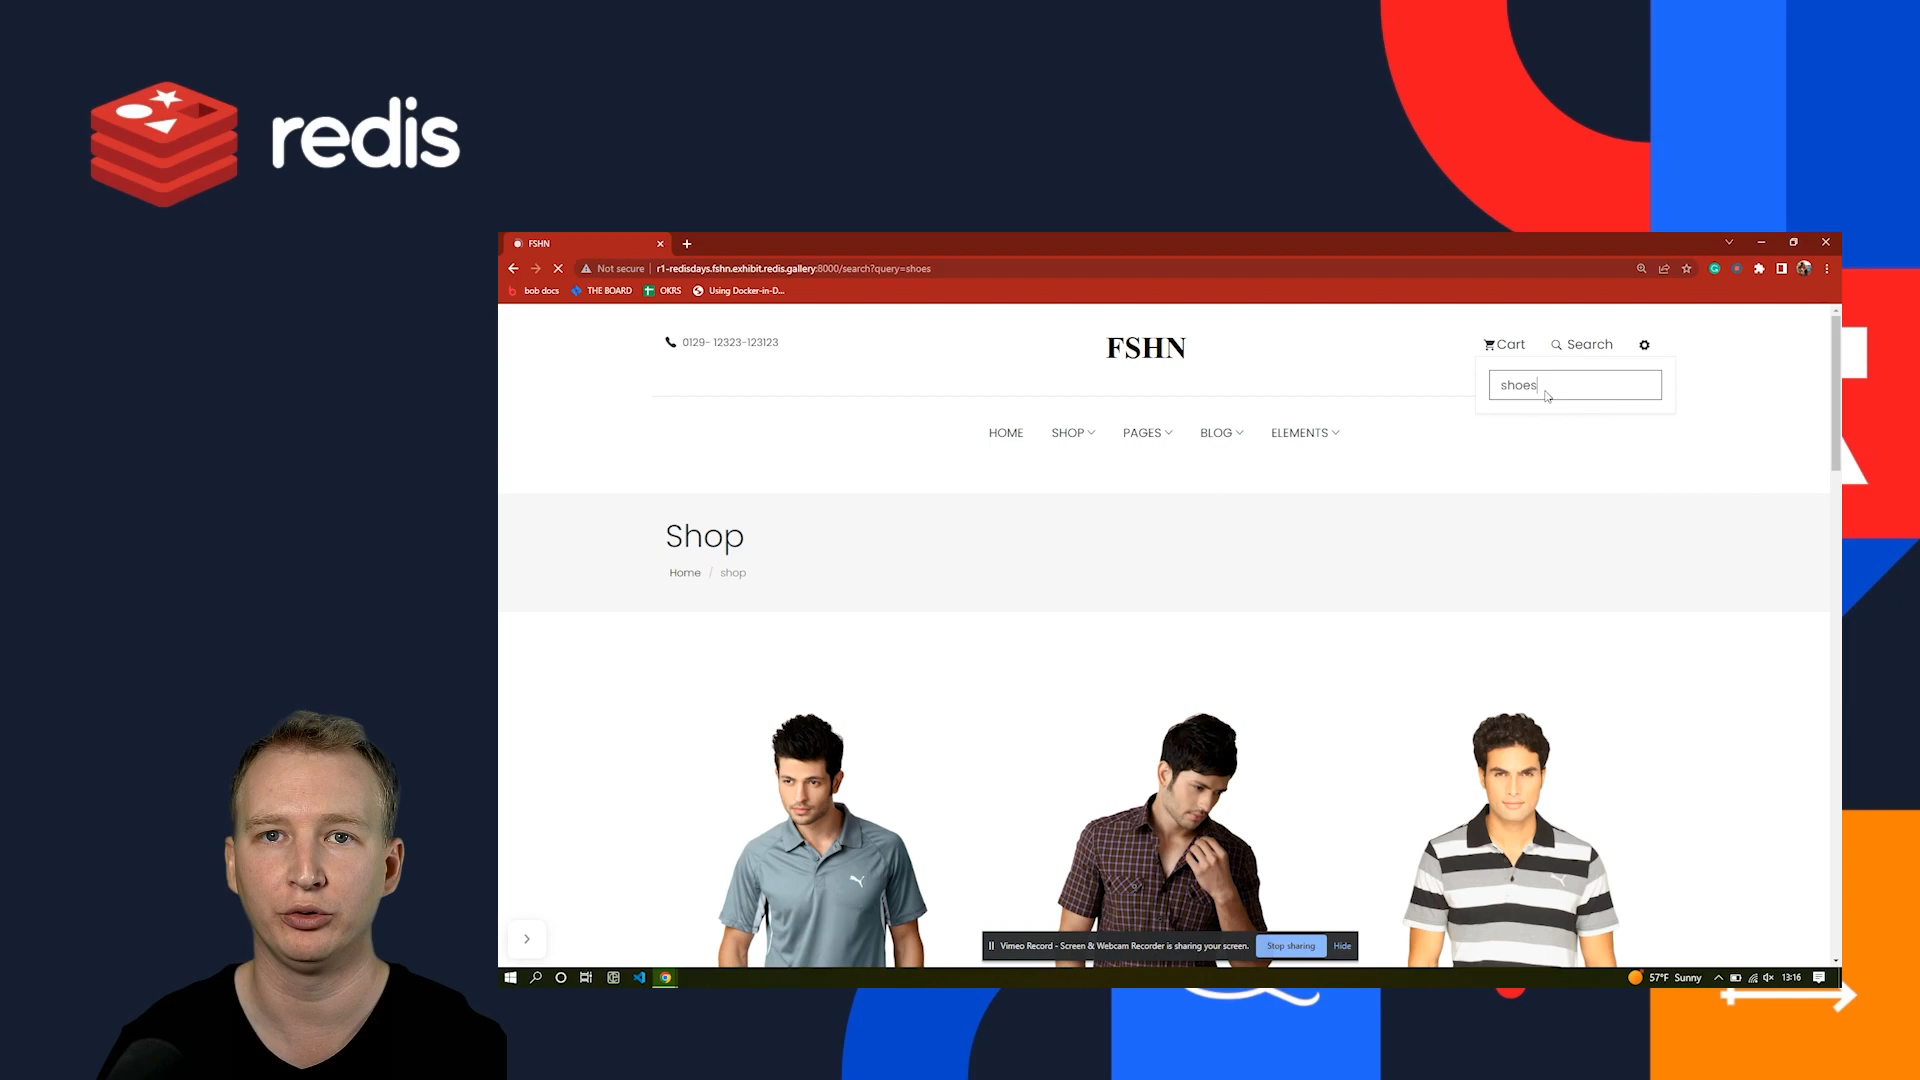 redis
FSHN
Not secure
r1-redisdays.fshn.exhibit.redis.gallery:8000/search?query=shoes
bob docs
THE BOARD
OKRS
Using Docker-in-D...
0129- 12323-123123
FSHN
Cart
Search
shoes
HOME
SHOP
PAGES
BLOG
ELEMENTS
Shop
Home / shop
Vimeo Record - Screen & Webcam Recorder is sharing your screen.
Stop sharing
Hide
57°F Sunny
13:16